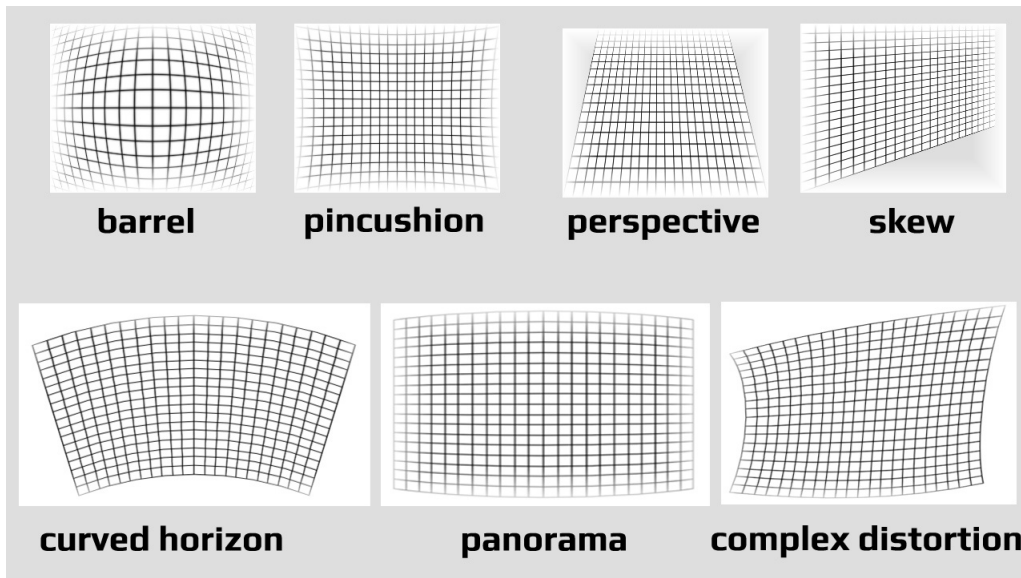 barrel
pincushion
perspective
skew
curved horizon
panorama
complex distortion